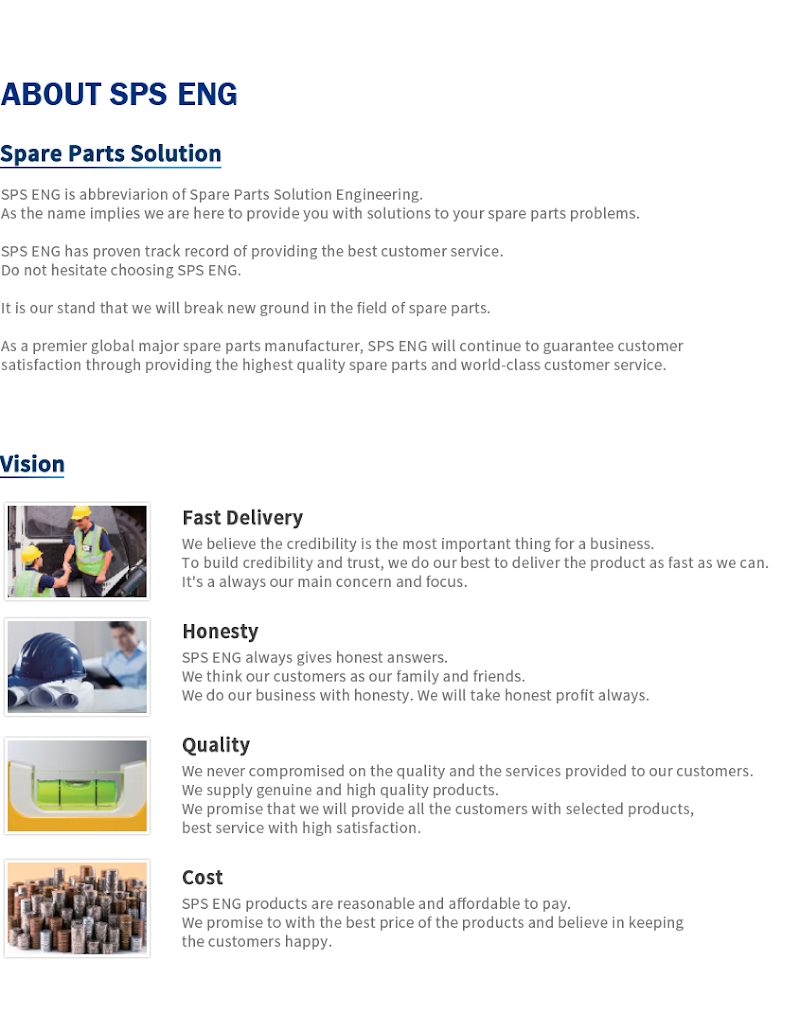 ABOUT SPS ENG
Spare Parts Solution
SPS ENG is abbreviarion of Spare Parts Solution Engineering.
As the name implies we are here to provide you with solutions to your spare parts problems.
SPS ENG has proven track record of providing the best customer service.
Do not hesitate choosing SPS ENG.
It is our stand that we will break new ground in the field of spare parts.
As a premier global major spare parts manufacturer, SPS ENG will continue to guarantee customer
satisfaction through providing the highest quality spare parts and world-class customer service.
Vision
Fast Delivery
We believe the credibility is the most important thing for a business.
To build credibility and trust, we do our best to deliver the product as fast as we can.
It's a always our main concern and focus.
Honesty
SPS ENG always gives honest answers.
We think our customers as our family and friends.
We do our business with honesty. We will take honest profit always.
Quality
We never compromised on the quality and the services provided to our customers.
We supply genuine and high quality products.
We promise that we will provide all the customers with selected products,
best service with high satisfaction.
Cost
SPS ENG products are reasonable and affordable to pay.
We promise to with the best price of the products and believe in keeping
the customers happy.